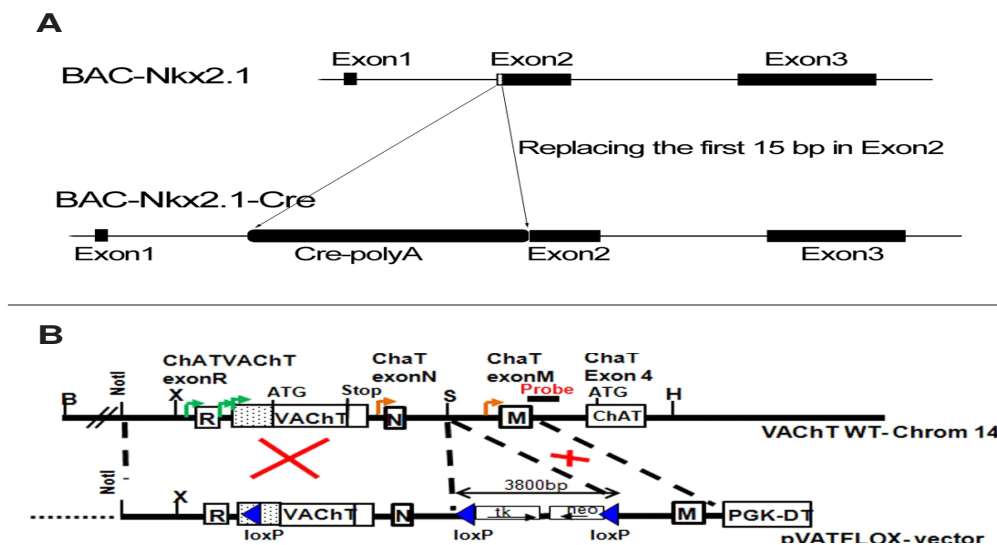 A
Exon1 Exon2 Exon3
BAC-Nkx2.1
Replacing the first 15 bp in Exon2
BAC-Nkx2.1-Cre
Exon1 Cre-polyA Exon2 Exon3
B
ChATVAChT ChaT ChaT ChaT
exonR exonN exonM Exon 4
B NotI X ATG Stop S Probe ATG H
R VAChT N M ChAT
VAChT WT- Chrom 14
NotI X 3800bp
R VAChT N tk neo M PGK-DT
loxP loxP loxP pVATFLOX- vector